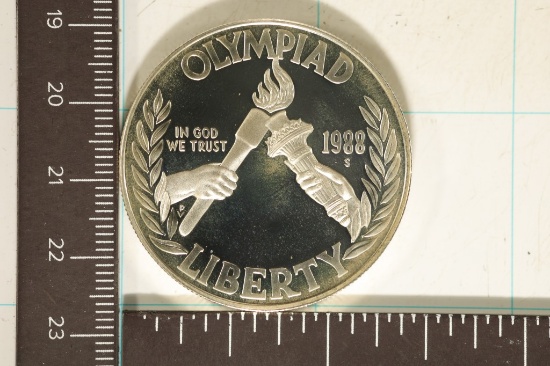 19
20
21
22
23
OLYMPIAD
IN GOD
WE TRUST
1988
S
LIBERTY